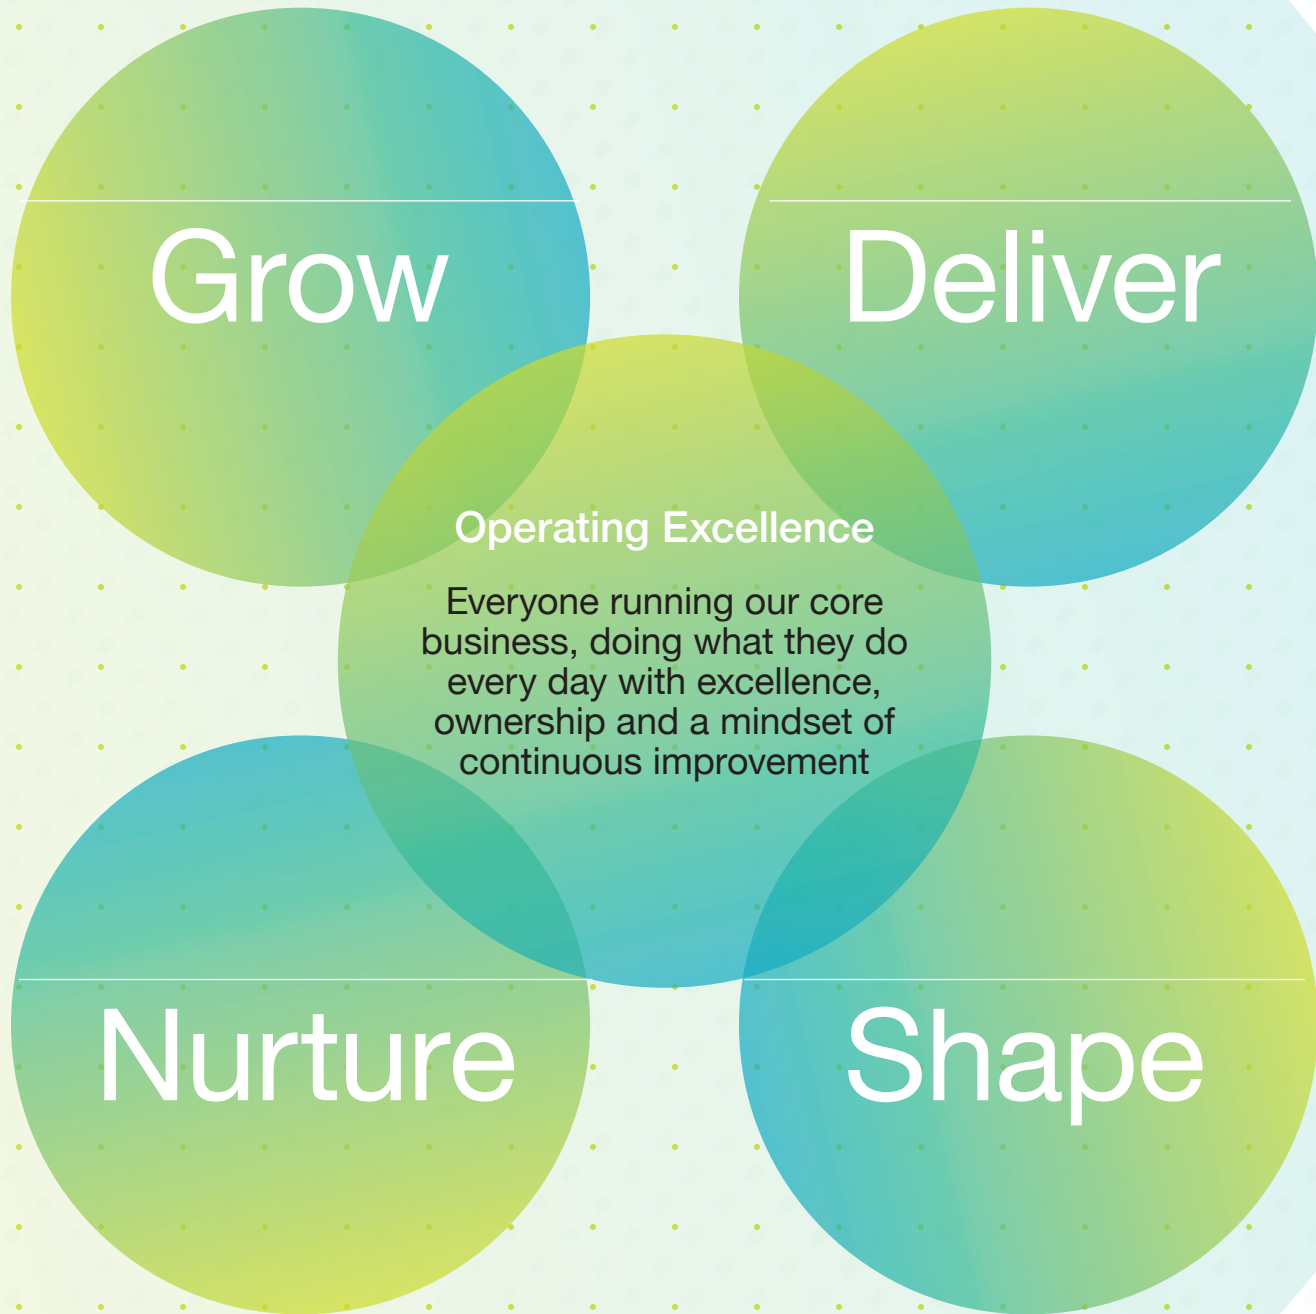 Grow
Deliver
Operating Excellence
Everyone running our core
business, doing what they do
every day with excellence,
ownership and a mindset of
continuous improvement
Nurture
Shape